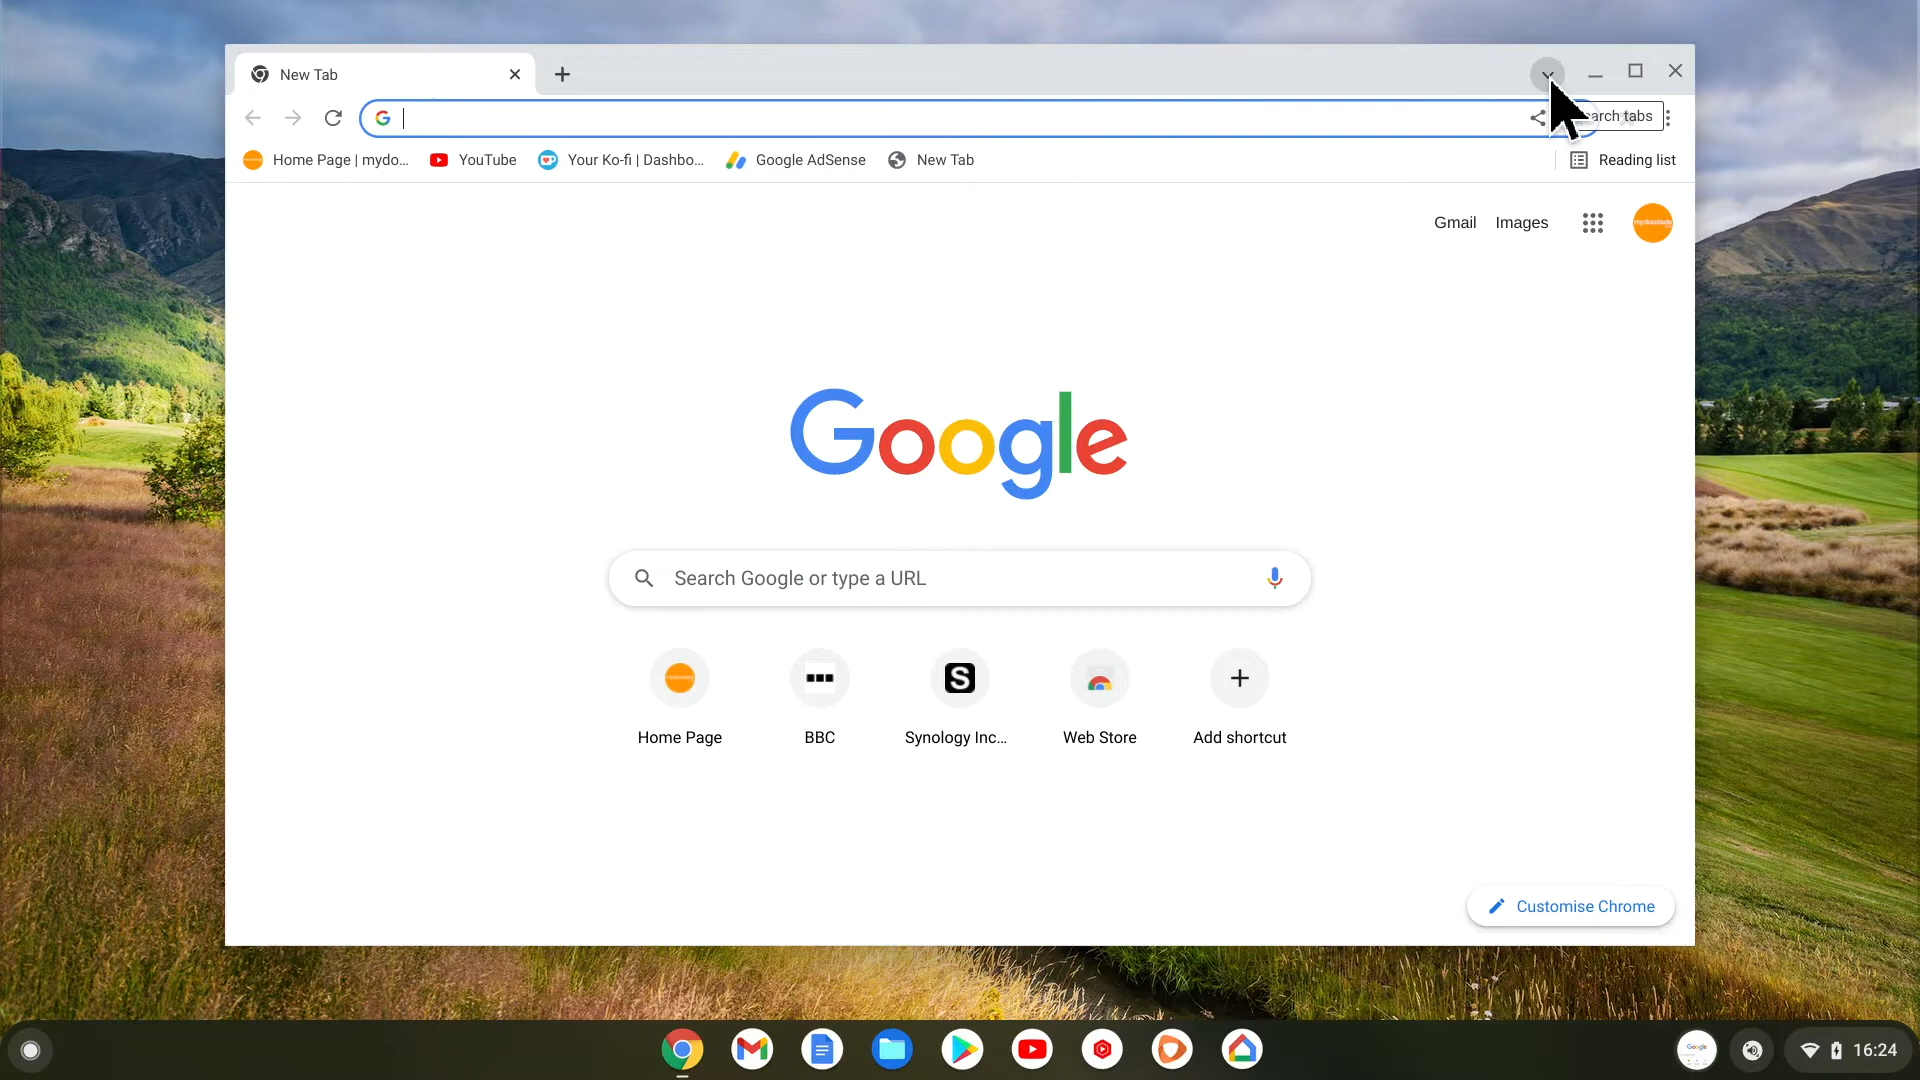 New Tab
arch tabs
Home Page | mydo...
YouTube
Your Ko-fi | Dashbo...
Google AdSense
New Tab
Reading list
Gmail
Images
Google
Search Google or type a URL
Home Page
BBC
Synology Inc...
Web Store
Add shortcut
Customise Chrome
Google
16:24